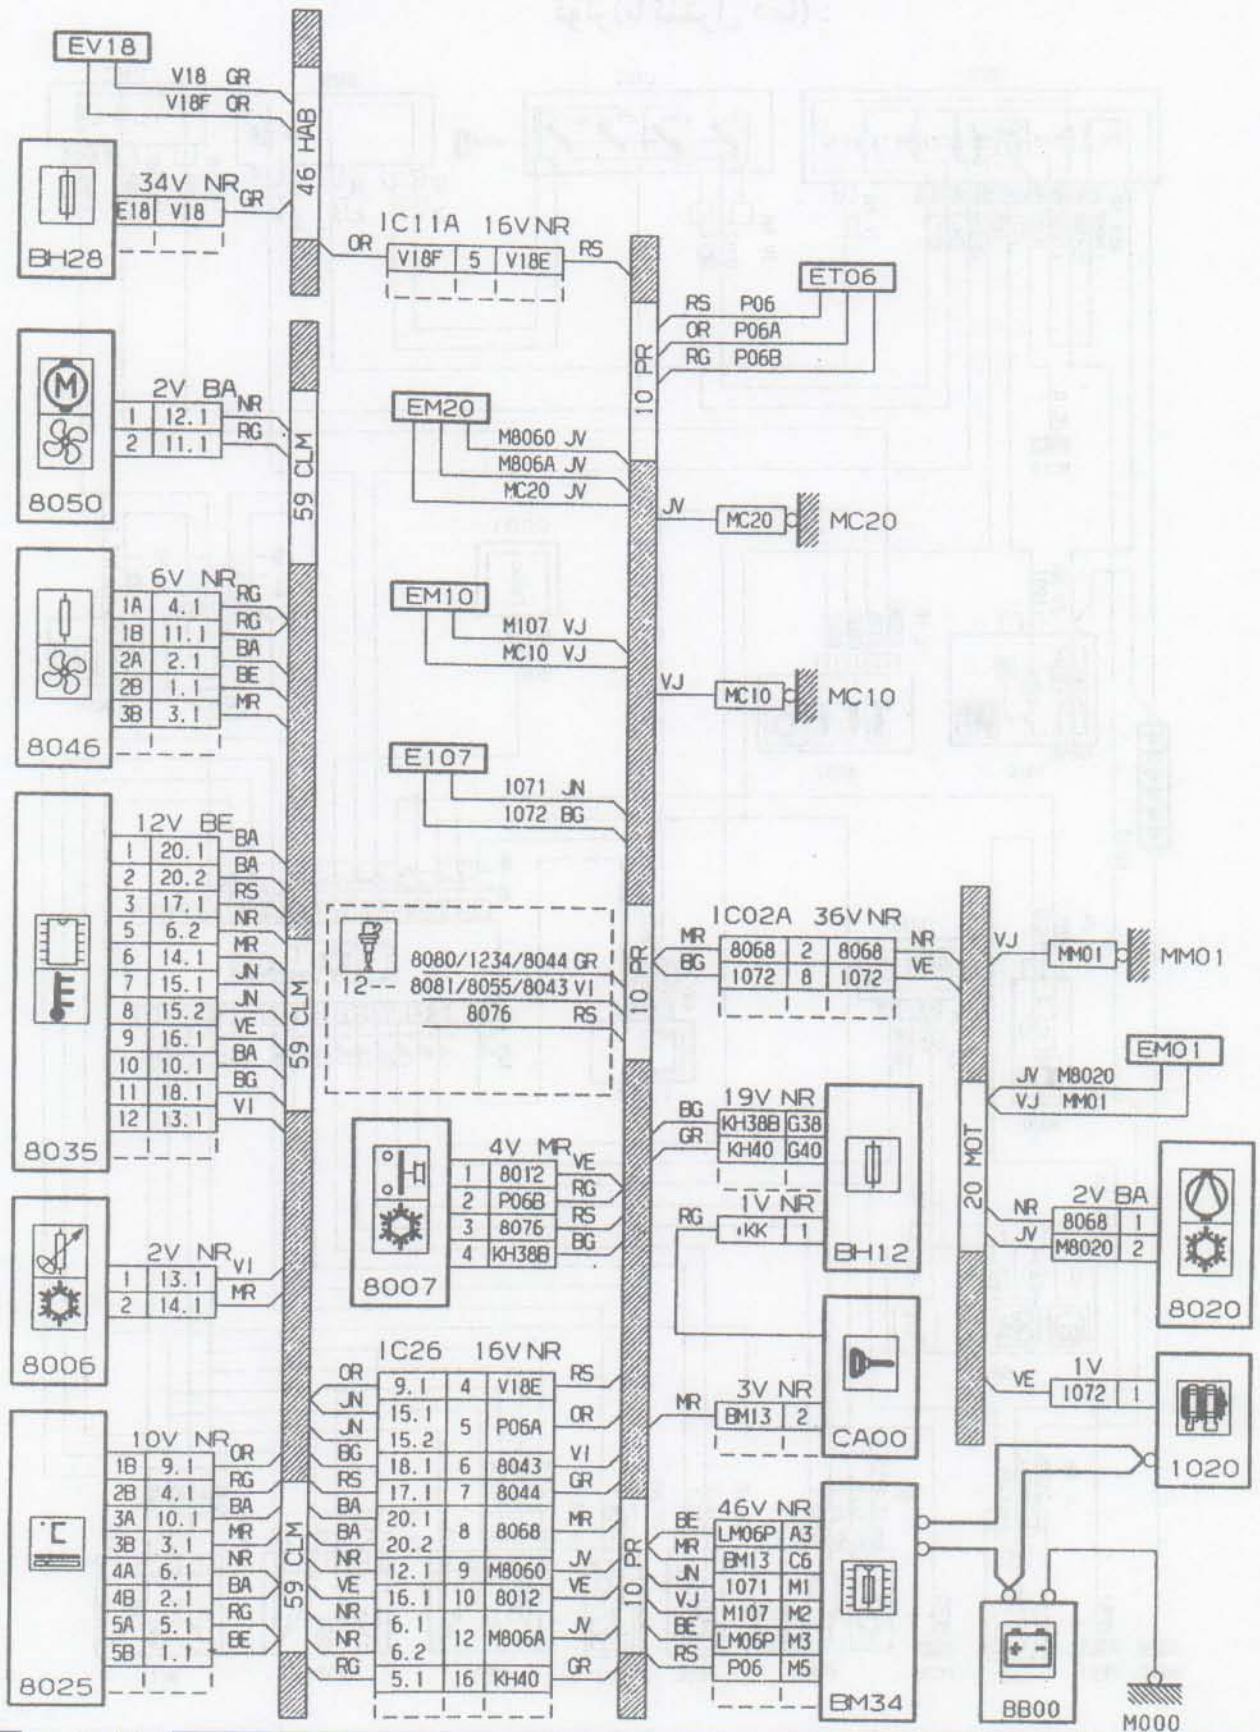 EV18
V18 GR
V18F OR
46 HAB
34V NR
GR
E18 V18
BH28
OR
IC11A 16V NR
V18F 5 V18E
RS
ET06
RS P06
OR P06A
RG P06B
10 PR
2V BA
1 12.1 NR
2 11.1 RG
8050
59 CLM
EM20
M8060 JV
M806A JV
MC20 JV
JV
MC20
MC20
6V NR
1A 4.1 RG
1B 11.1 RG
2A 2.1 BA
2B 1.1 BE
3B 3.1 MR
8046
EM10
M107 VJ
MC10 VJ
VJ
MC10
MC10
E107
1071 JN
1072 BG
12V BE
1 20.1 BA
2 20.2 BA
3 17.1 RS
5 6.2 NR
6 14.1 MR
7 15.1 JN
8 15.2 JN
9 16.1 VE
10 10.1 BA
11 18.1 BG
12 13.1 VI
8035
59 CLM
12--
8080/1234/8044 GR
8081/8055/8043 VI
8076 RS
10 PR
IC02A 36V NR
MR 8068 2 8068 NR
BG 1072 8 1072 VE
VJ
MM01
MM01
EM01
JV M8020
VJ MM01
20 MOT
4V MR
1 8012 VE
2 P06B RG
3 8076 RS
4 KH38B BG
8007
19V NR
BG KH38B G38
GR KH40 G40
1V NR
RG KK 1
BH12
2V BA
NR 8068 1
JV M8020 2
8020
2V NR
1 13.1 VI
2 14.1 MR
8006
3V NR
MR BM13 2
CA00
1V
VE 1072 1
1020
10V NR
1B 9.1 OR
2B 4.1 RG
3A 10.1 BA
3B 3.1 MR
4A 6.1 NR
4B 2.1 BA
5A 5.1 RG
5B 1.1 BE
8025
59 CLM
IC26 16V NR
OR 9.1 4 V18E RS
JN 15.1
5 P06A OR
JN 15.2
BG 18.1 6 8043 VI
RS 17.1 7 8044 GR
BA 20.1
8 8068 MR
BA 20.2
NR 12.1 9 M8060 JV
VE 16.1 10 8012 VE
NR 6.1
12 M806A JV
NR 6.2
RG 5.1 16 KH40 GR
10 PR
46V NR
BE LM06P A3
MR BM13 C6
JN 1071 M1
VJ M107 M2
BE LM06P M3
RS P06 M5
BM34
+ -
BB00
M000
°C
M